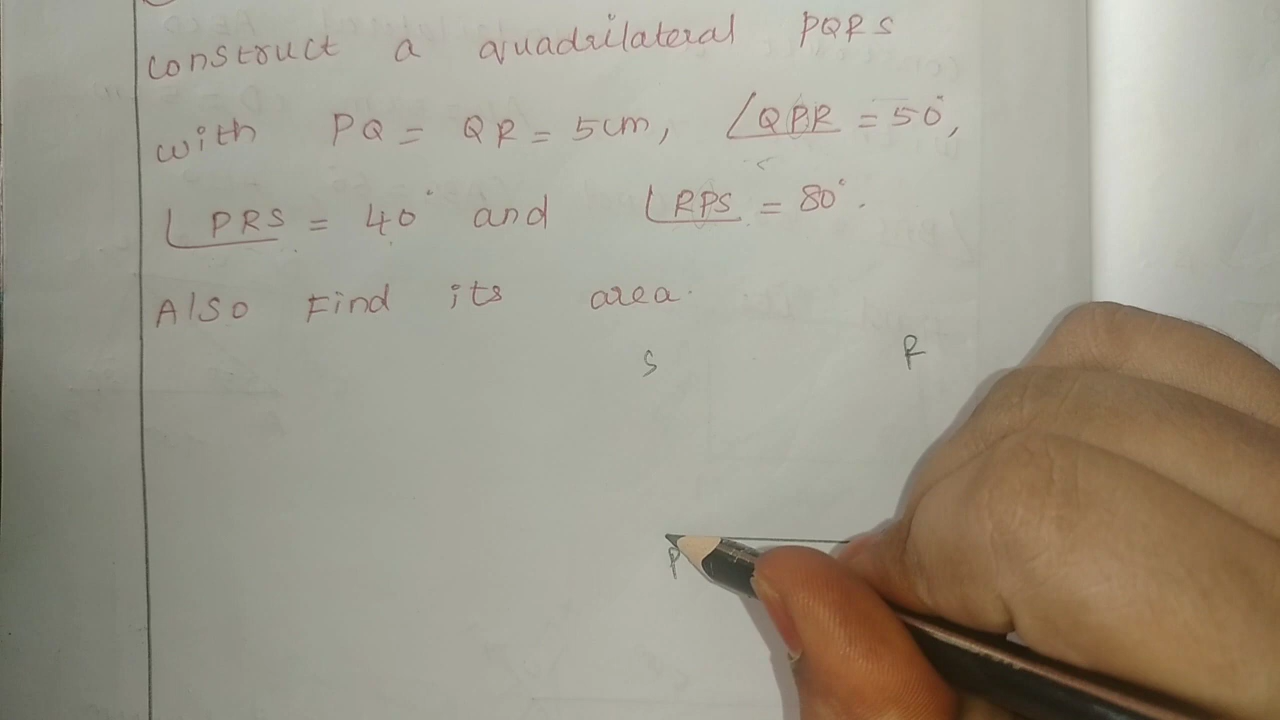 construct a quadrilateral PQRS
with PQ = QR = 5cm, ∠QPR = 50°,
∠PRS = 40° and ∠RPS = 80°.
Also Find its area.
S R
P